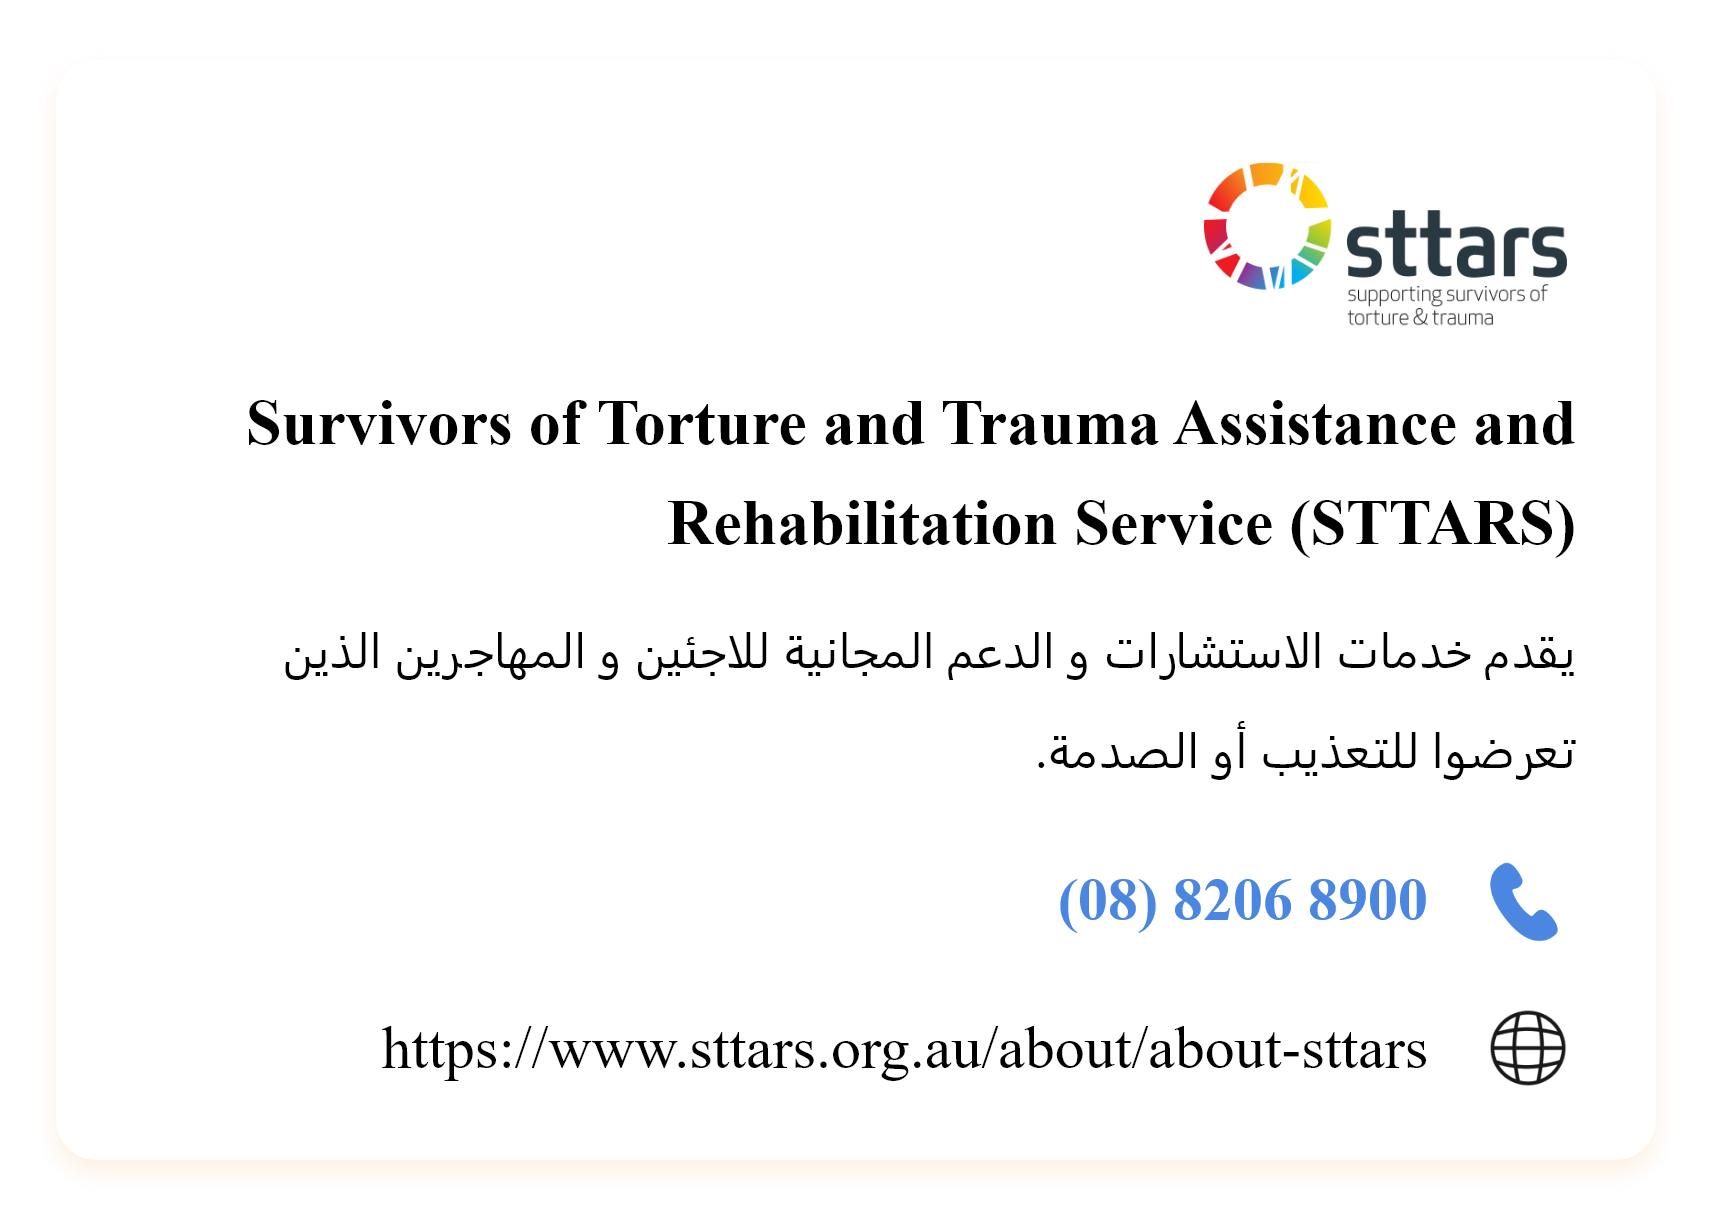 sttars
supporting survivors of
torture & trauma
Survivors of Torture and Trauma Assistance and
Rehabilitation Service (STTARS)
يقدم خدمات الاستشارات و الدعم المجانية للاجئين و المهاجرين الذين
تعرضوا للتعذيب أو الصدمة.
(08) 8206 8900
https://www.sttars.org.au/about/about-sttars